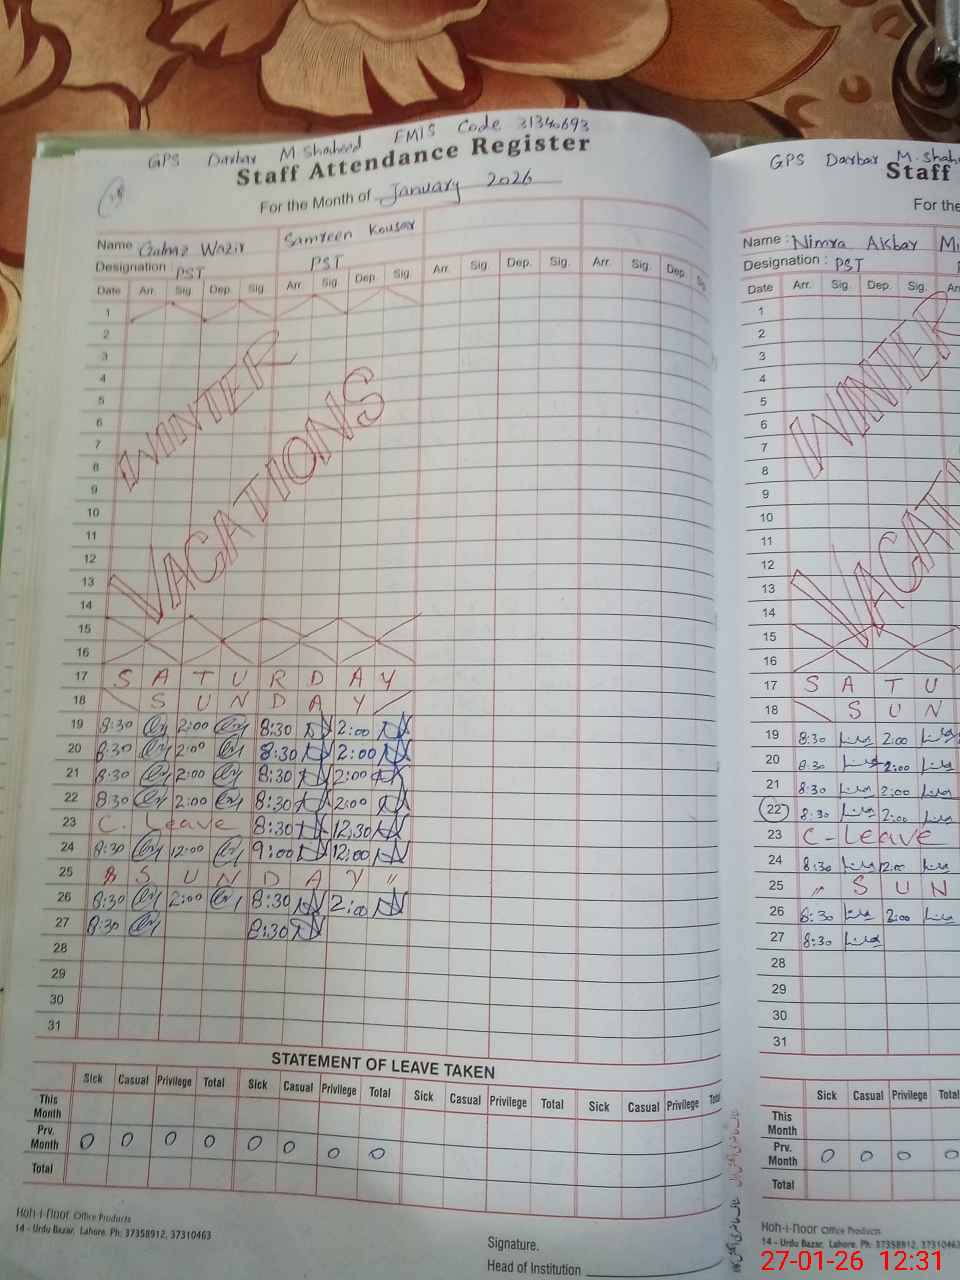 GPS Darbar M Shaheed EMIS Code 31340693
Staff Attendance Register
For the Month of January 2026
Name Samreen Kousar
Designation PST PST
Date Arr. Sig. Dep. Sig. Arr. Sig. Dep. Sig. Arr. Sig. Dep. Sig. Arr. Sig. Dep. Sig.
1
2
3
4
5
6
7
8
9
10
11
12
13
14
WINTER
VACATIONS
15
16
17 SATURDAY
18 SUNDAY
19 8:30 2:00 8:30 2:00
20 8:30 2:00 8:30 2:00
21 8:30 2:00 8:30 2:00
22 8:30 2:00 8:30 2:00
23 C. Leave 8:30 12:30
24 8:30 12:00 9:00 12:00
25 SUNDAY "
26 8:30 2:00 8:30 2:00
27 8:30 8:30
28
29
30
31
STATEMENT OF LEAVE TAKEN
Sick Casual Privilege Total Sick Casual Privilege Total Sick Casual Privilege Total Sick Casual Privilege Total
This Month
Prv. Month 0 0 0 0 0 0 0 0
Total
Koh-i-noor Office Products
14 - Urdu Bazar, Lahore. Ph: 37358912, 37310463
Signature.
Head of Institution
GPS Darbar M. Shah
Staff
For the
Name : Nimra Akbar
Designation : PST
Date Arr. Sig. Dep. Sig.
1
2
3
4
5
6
7
8
9
10
11
12
13
14
WINTER
VACAT
15
16
17 SATU
18 SUN
19 8:30 2:00
20 8:30 2:00
21 8:30 2:00
22 8:30 2:00
23 C-Leave
24 8:30 12:00
25 " SUN
26 8:30 2:00
27 8:30
28
29
30
31
Sick Casual Privilege Total
This Month
Prv. Month 0 0 0 0
Total
Koh-i-noor Office Products
14 - Urdu Bazar, Lahore. Ph: 37358912, 37310463
27-01-26 12:31